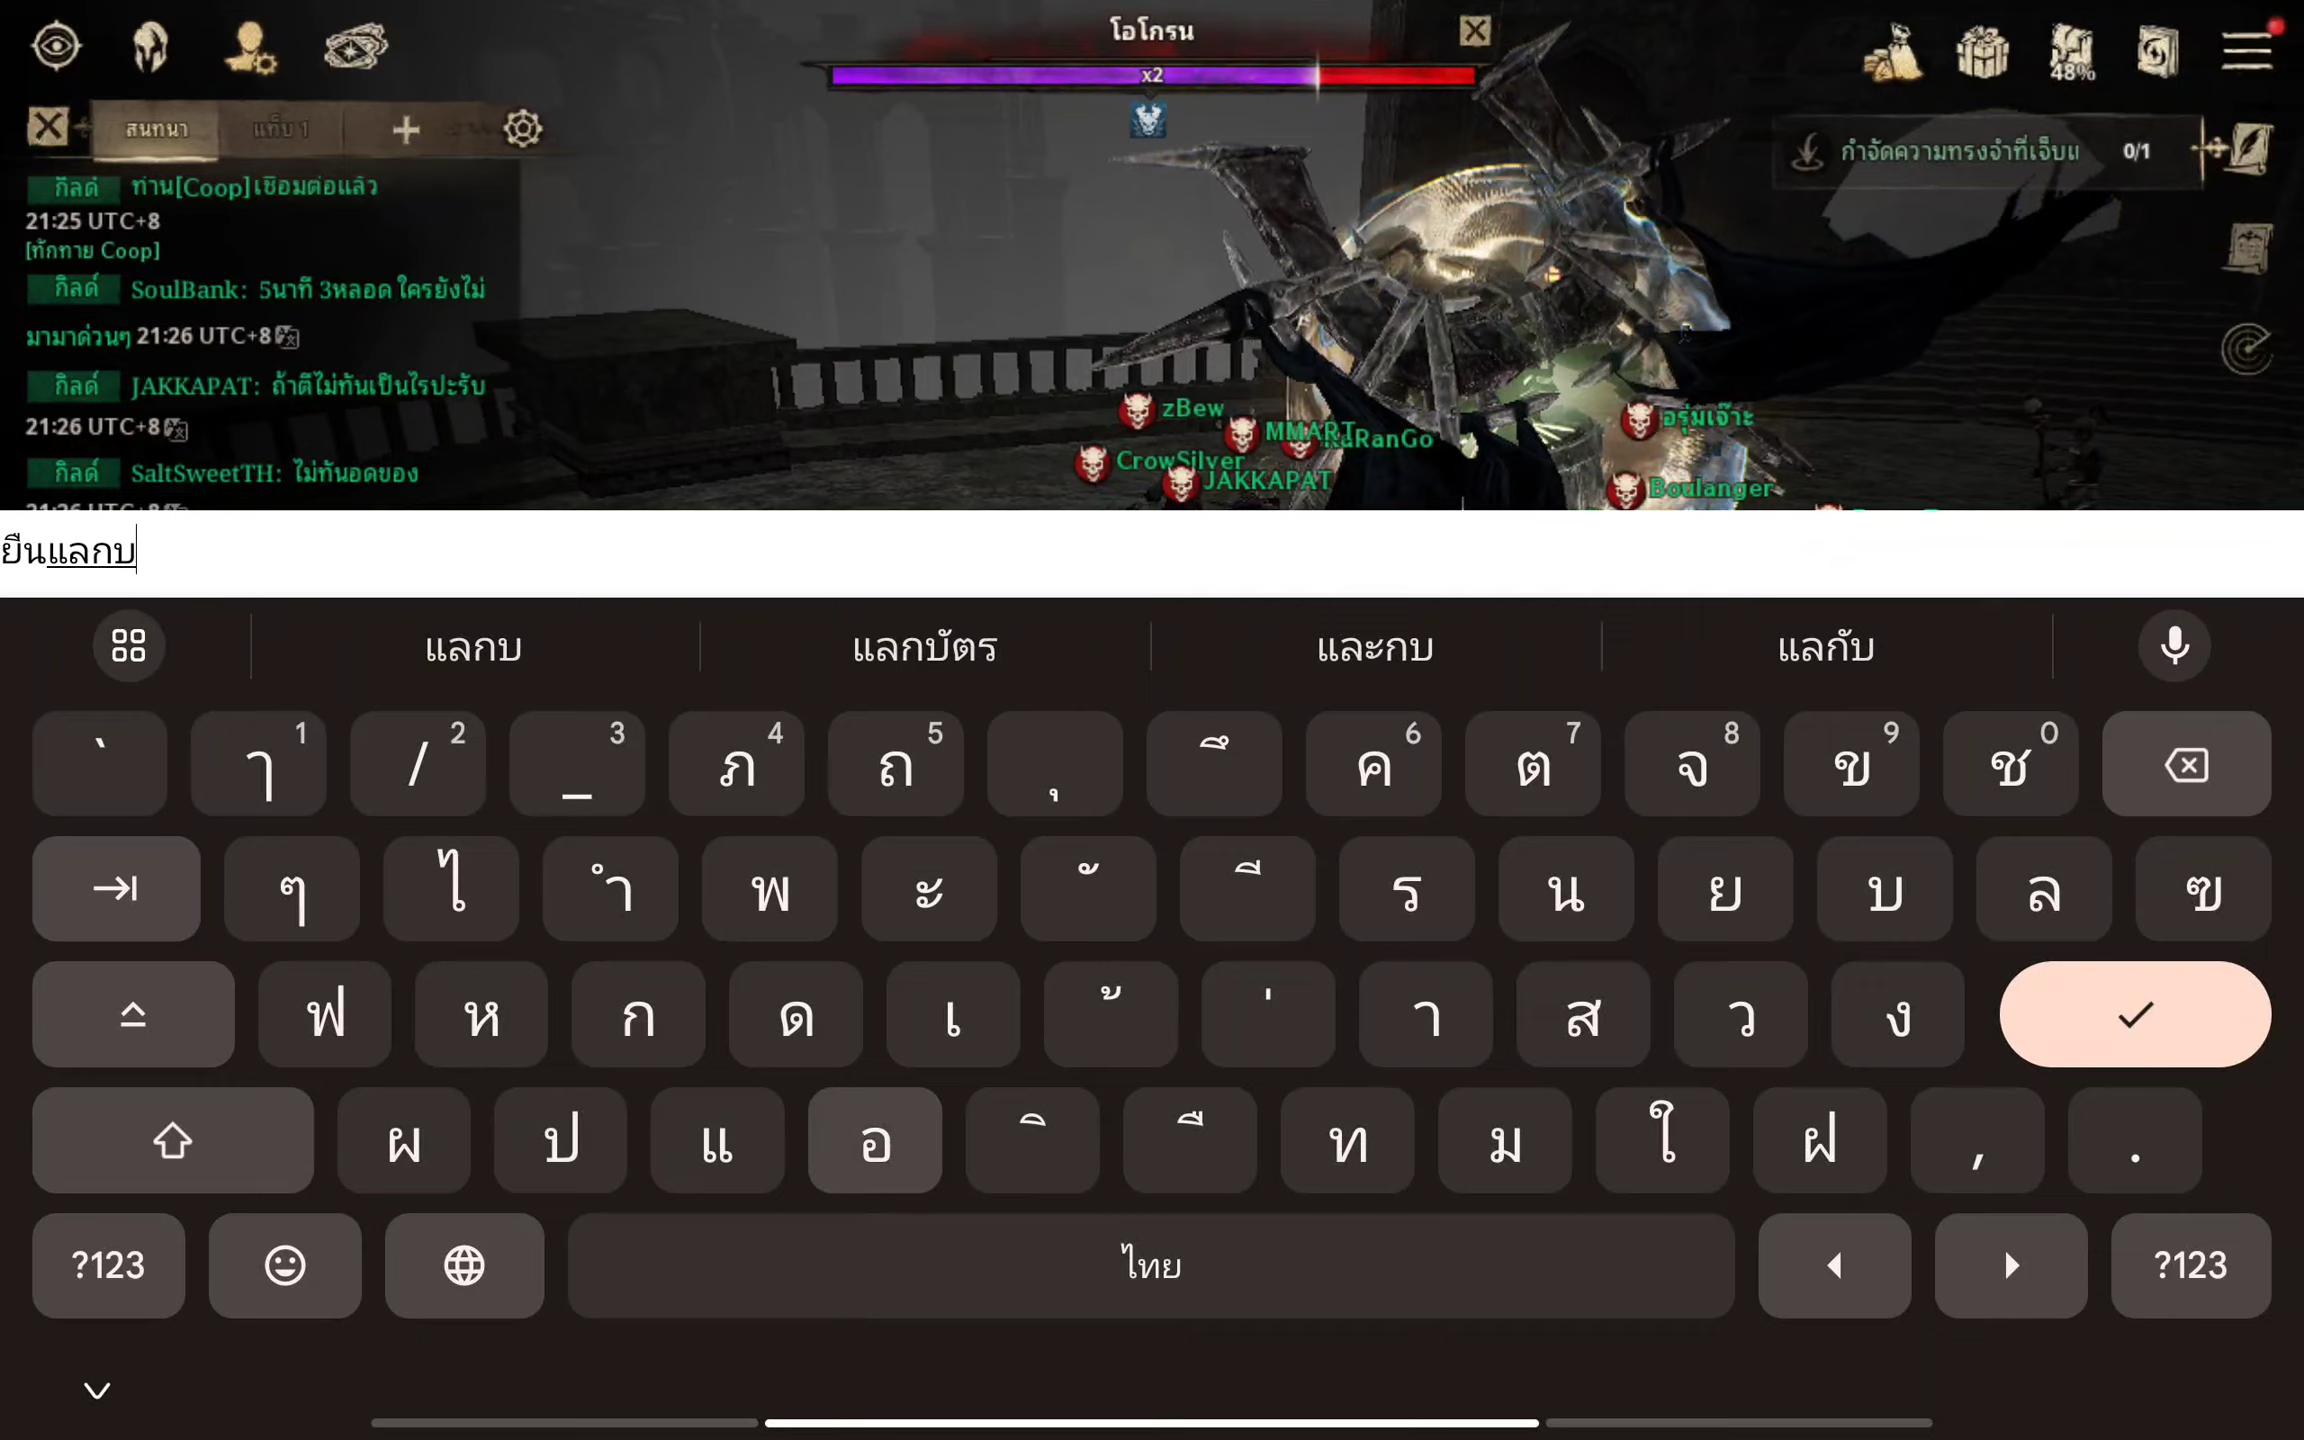 โอโกรน
x2
48%
สนทนา
แท็บ 1
กำจัดความทรงจำที่เจ็บแ 0/1
กิลด์ ท่าน[Coop]เชื่อมต่อแล้ว
21:25 UTC+8
[ทักทาย Coop]
กิลด์ SoulBank: 5นาที 3หลอด ใครยังไม่
มามาด่วนๆ 21:26 UTC+8
กิลด์ JAKKAPAT: ถ้าตีไม่ทันเป็นไรปะรับ
21:26 UTC+8
กิลด์ SaltSweetTH: ไม่ทันอดของ
21:26 UTC+8
zBew
MMART
RanGo
CrowSilver
JAKKAPAT
อรุ่มเจ๊าะ
Boulanger
ยืนแลกบ
แลกบ แลกบัตร และกบ แลกับ
` ๅ 1 / 2 _ 3 ภ 4 ถ 5 ุ ึ ค 6 ต 7 จ 8 ข 9 ช 0
ๆ ไ ำ พ ะ ั ี ร น ย บ ล ฃ
ฟ ห ก ด เ ้ ่ า ส ว ง
ผ ป แ อ ิ ื ท ม ใ ฝ , .
?123 ไทย ?123